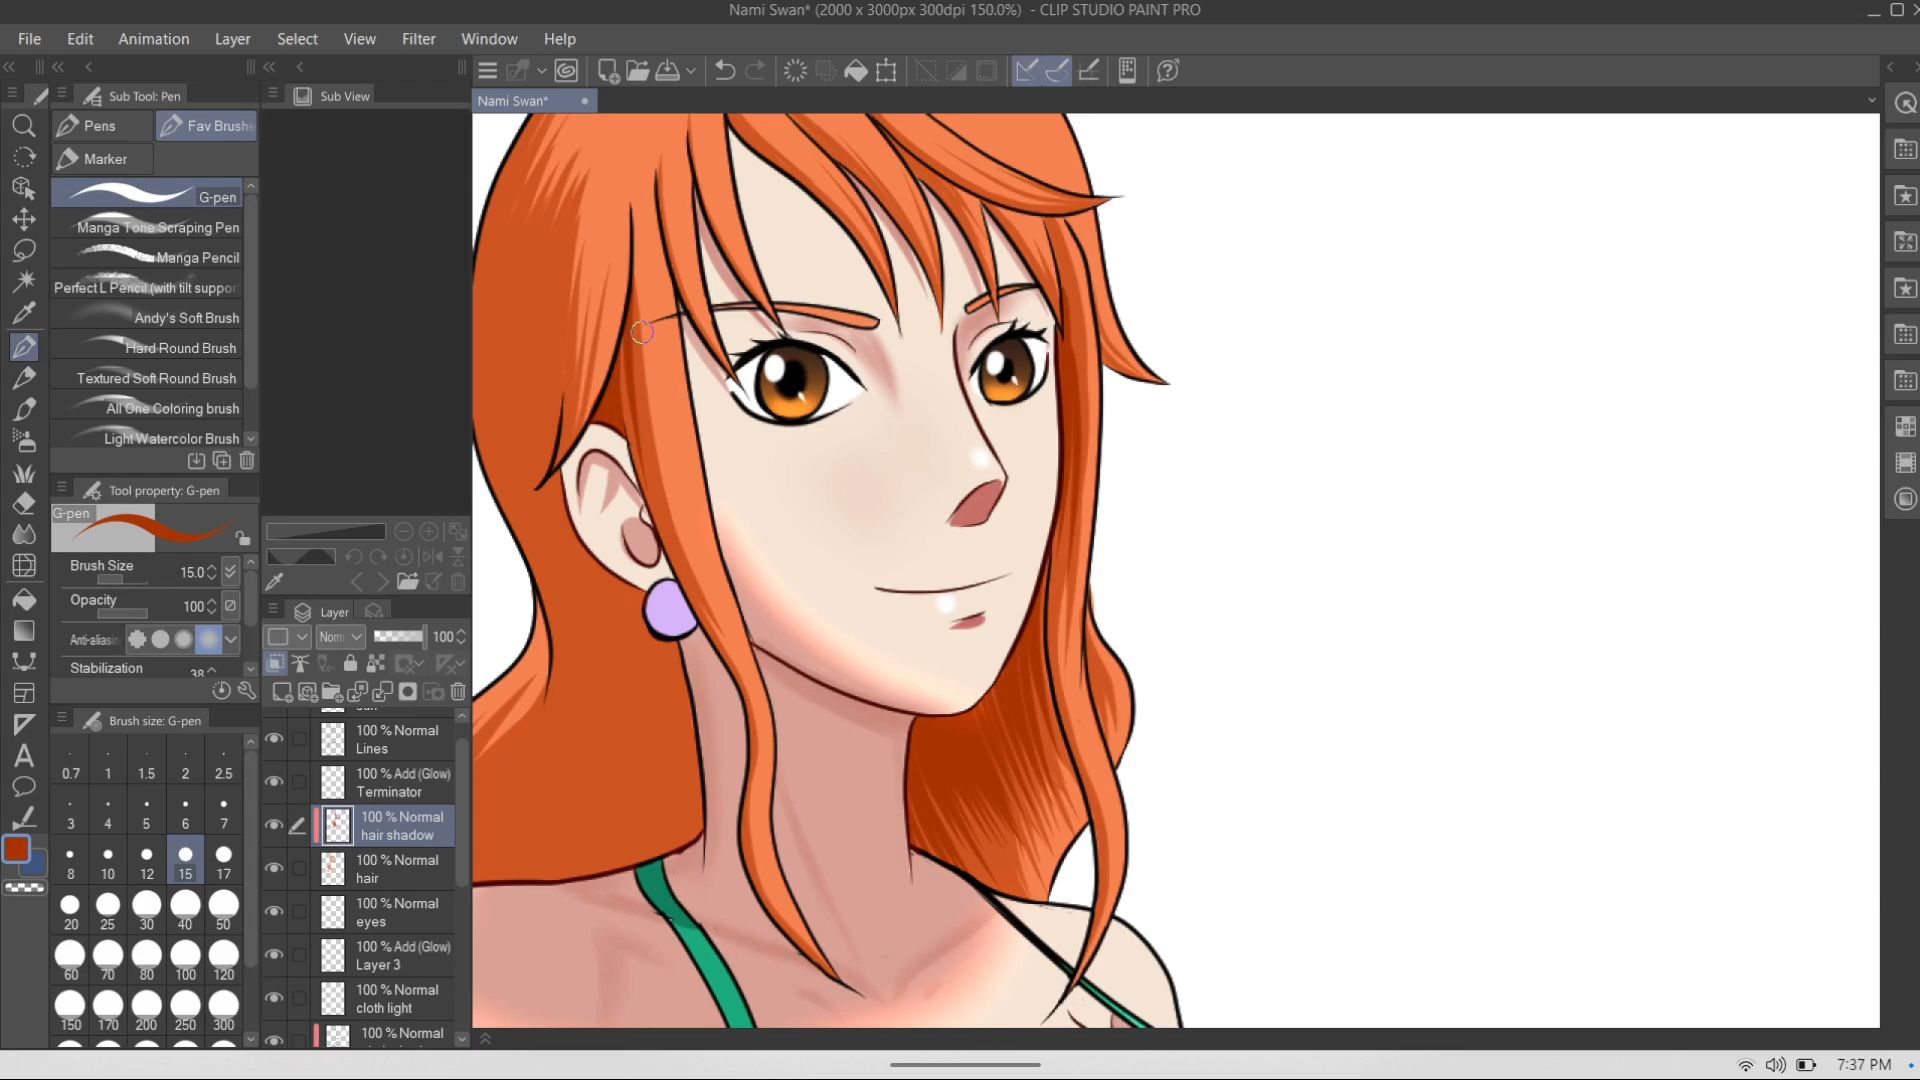 Nami Swan* (2000 x 3000px 300dpi 150.0%) - CLIP STUDIO PAINT PRO
File Edit Animation Layer Select View Filter Window Help
Sub Tool: Pen
Sub View
Nami Swan*
Pens
Fav Brushe
Marker
G-pen
Manga Tone Scraping Pen
Manga Pencil
Perfect L Pencil (with tilt suppor
Andy's Soft Brush
Hard Round Brush
Textured Soft Round Brush
All One Coloring brush
Light Watercolor Brush
Tool property: G-pen
G-pen
Brush Size 15.0
Opacity 100
Anti-aliasing
Stabilization 38
Brush size: G-pen
0.7 1 1.5 2 2.5
3 4 5 6 7
8 10 12 15 17
20 25 30 40 50
60 70 80 100 120
150 170 200 250 300
Layer
Norm 100
100 % Normal
Lines
100 % Add (Glow)
Terminator
100 % Normal
hair shadow
100 % Normal
hair
100 % Normal
eyes
100 % Add (Glow)
Layer 3
100 % Normal
cloth light
100 % Normal
7:37 PM